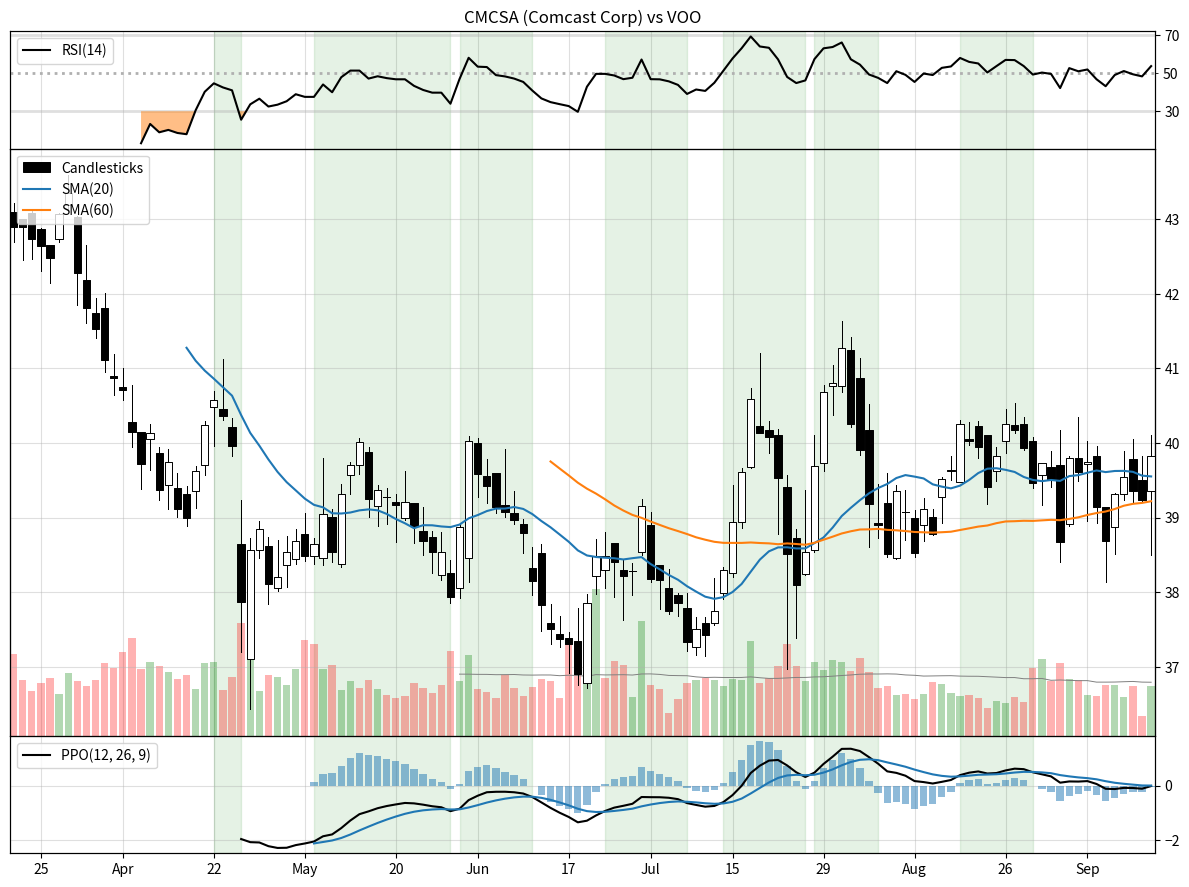 CMCSA (Comcast Corp) vs VOO
RSI(14)
70
50
30
Candlesticks
SMA(20)
SMA(60)
43
42
41
40
39
38
37
PPO(12, 26, 9)
0
−2
25 Apr 22 May 20 Jun 17 Jul 15 29 Aug 26 Sep